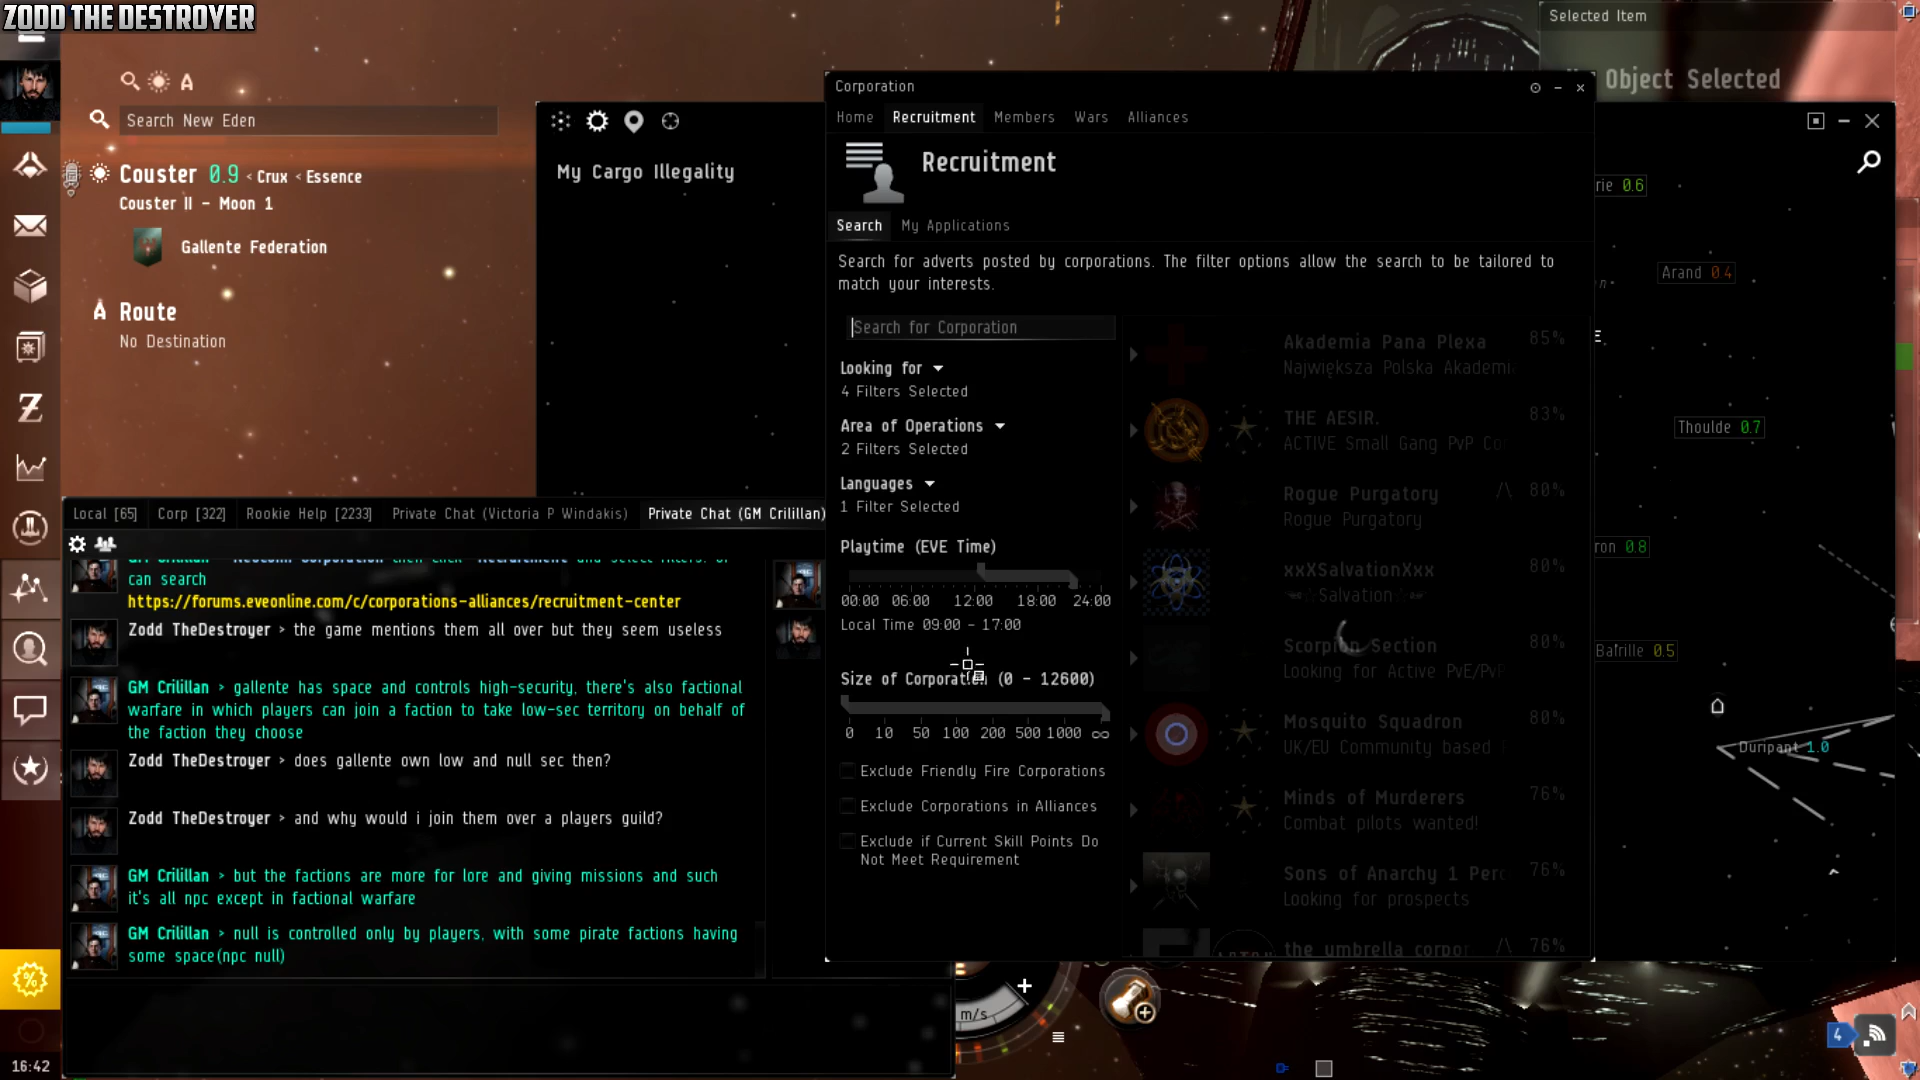 ZODD THE DESTROYER
Search New Eden
Couster 0.9 < Crux < Essence
Couster II - Moon 1
Gallente Federation
Route
No Destination
My Cargo Illegality
Corporation
Home Recruitment Members Wars Alliances
Recruitment
Search My Applications
Search for adverts posted by corporations. The filter options allow the search to be tailored to
match your interests.
Search for Corporation
Looking for
4 Filters Selected
Area of Operations
2 Filters Selected
Languages
1 Filter Selected
Playtime (EVE Time)
00:00 06:00 12:00 18:00 24:00
Local Time 09:00 - 17:00
Size of Corporation (0 - 12600)
0 10 50 100 200 500 1000 ∞
Exclude Friendly Fire Corporations
Exclude Corporations in Alliances
Exclude if Current Skill Points Do
Not Meet Requirement
Akademia Pana Plexa 85%
Największa Polska Akademi
THE AESIR. 83%
ACTIVE Small Gang PvP Co
Rogue Purgatory /\ 80%
Rogue Purgatory
xxXSalvationXxx 80%
Salvation
Scorpion Section 80%
Looking for Active PvE/PvP
Mosquito Squadron 80%
UK/EU Community based
Minds of Murderers 76%
Combat pilots wanted!
Sons of Anarchy 1 Perc 76%
Looking for prospects
the umbrella corpor /\ 76%
Selected Item
Object Selected
rie 0.6
Arand 0.4
Thoulde 0.7
ron 0.8
0.5
Duripant 1.0
Local [65] Corp [322] Rookie Help [2233] Private Chat (Victoria P Windakis) Private Chat (GM Crilillan)
can search
https://forums.eveonline.com/c/corporations-alliances/recruitment-center
Zodd TheDestroyer > the game mentions them all over but they seem useless
GM Crilillan > gallente has space and controls high-security, there's also factional
warfare in which players can join a faction to take low-sec territory on behalf of
the faction they choose
Zodd TheDestroyer > does gallente own low and null sec then?
Zodd TheDestroyer > and why would i join them over a players guild?
GM Crilillan > but the factions are more for lore and giving missions and such
it's all npc except in factional warfare
GM Crilillan > null is controlled only by players, with some pirate factions having
some space(npc null)
m/s
4
16:42